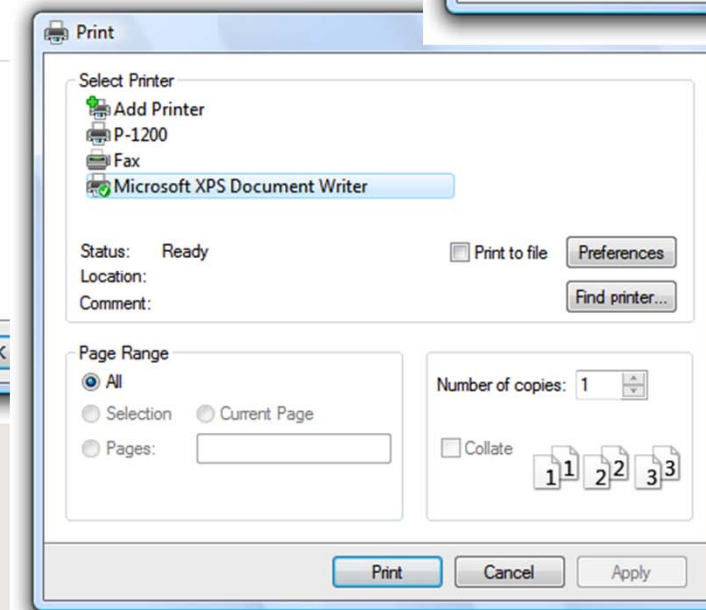 Print
Select Printer
Add Printer
P-1200
Fax
Microsoft XPS Document Writer
Status: Ready
Print to file
Preferences
Location:
Comment:
Find printer...
Page Range
All
Selection
Current Page
Pages:
Number of copies: 1
Collate
1 1 2 2 3 3
Print
Cancel
Apply